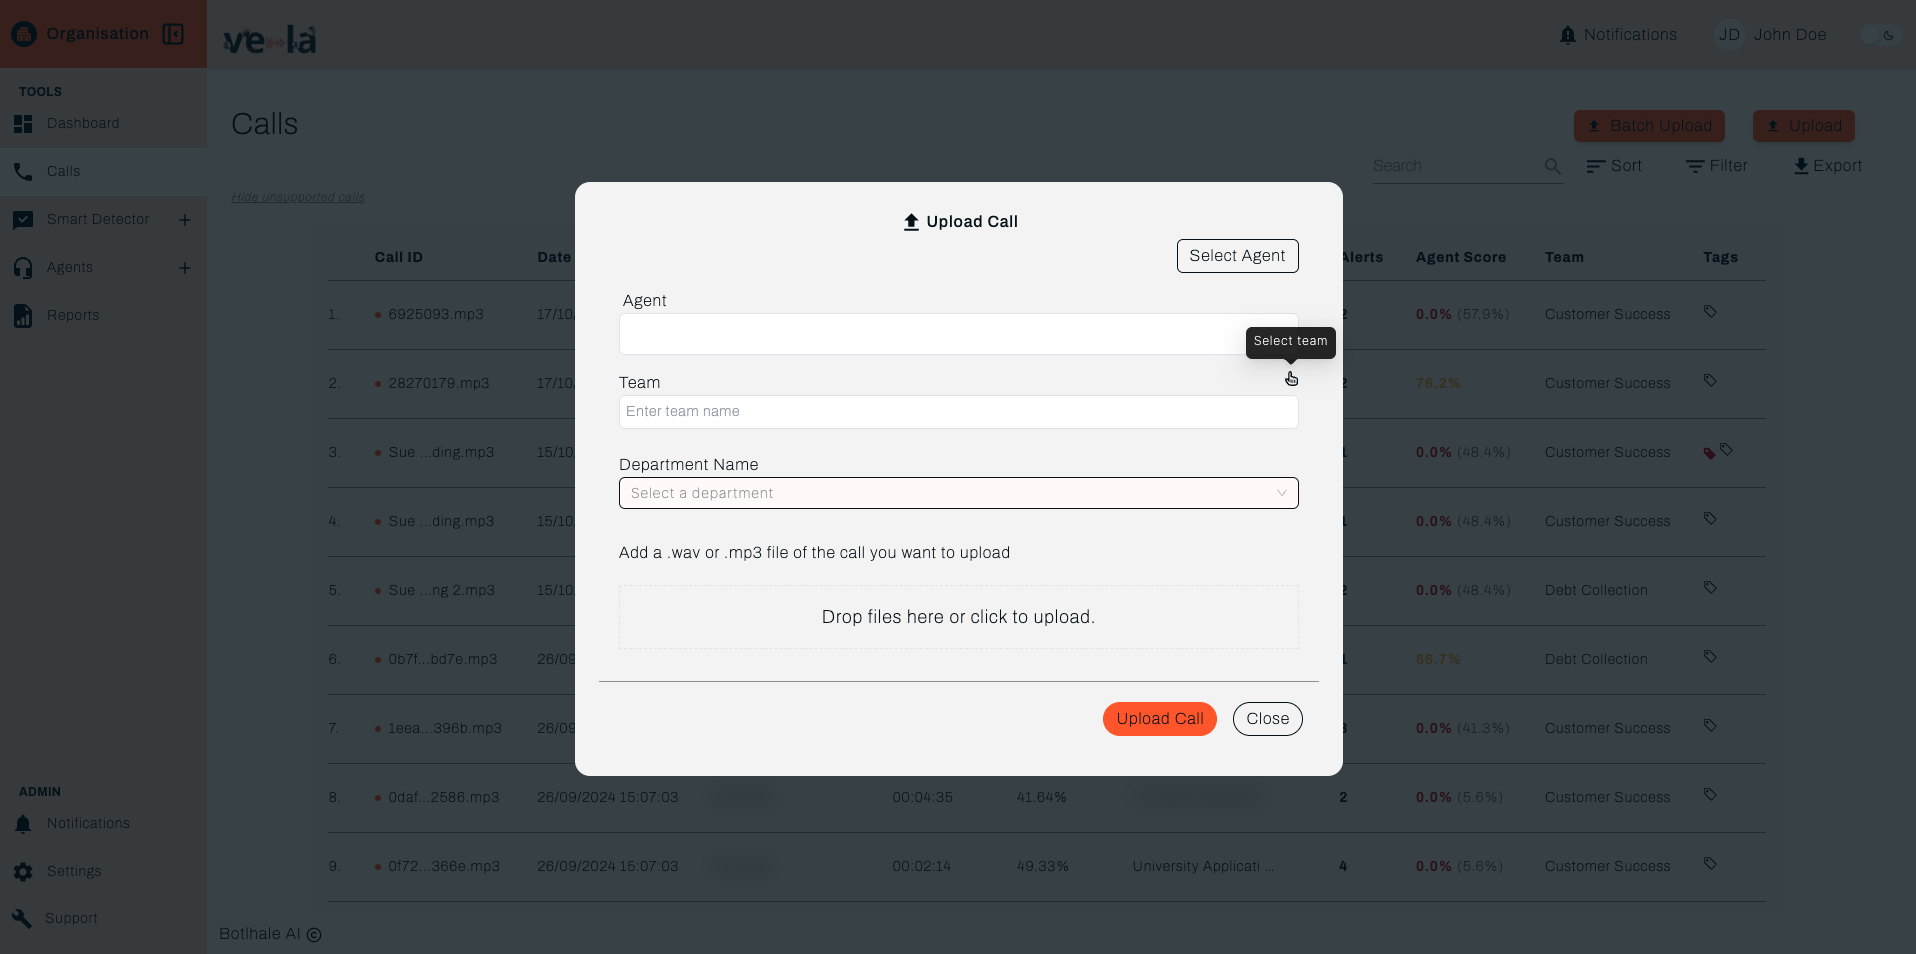 Organisation
vela
Notifications
JD John Doe
TOOLS
Dashboard
Calls
Smart Detector
Agents
Reports
ADMIN
Notifications
Settings
Support
Calls
Batch Upload
Upload
Search
Sort
Filter
Export
Hide unsupported calls
Call ID Date Alerts Agent Score Team Tags
1. 6925093.mp3 17/10/ 2 0.0% (57.9%) Customer Success
2. 28270179.mp3 17/10/ 2 76.2% Customer Success
3. Sue ...ding.mp3 15/10/ 1 0.0% (48.4%) Customer Success
4. Sue ...ding.mp3 15/10/ 1 0.0% (48.4%) Customer Success
5. Sue ...ng 2.mp3 15/10/ 2 0.0% (48.4%) Debt Collection
6. 0b7f...bd7e.mp3 26/09 1 66.7% Debt Collection
7. 1eea...396b.mp3 26/09 3 0.0% (41.3%) Customer Success
8. 0daf...2586.mp3 26/09/2024 15:07:03 00:04:35 41.64% 2 0.0% (5.6%) Customer Success
9. 0f72...366e.mp3 26/09/2024 15:07:03 00:02:14 49.33% University Applicati ... 4 0.0% (5.6%) Customer Success
Botlhale AI ©
Upload Call
Select Agent
Agent
Select team
Team
Enter team name
Department Name
Select a department
Add a .wav or .mp3 file of the call you want to upload
Drop files here or click to upload.
Upload Call
Close